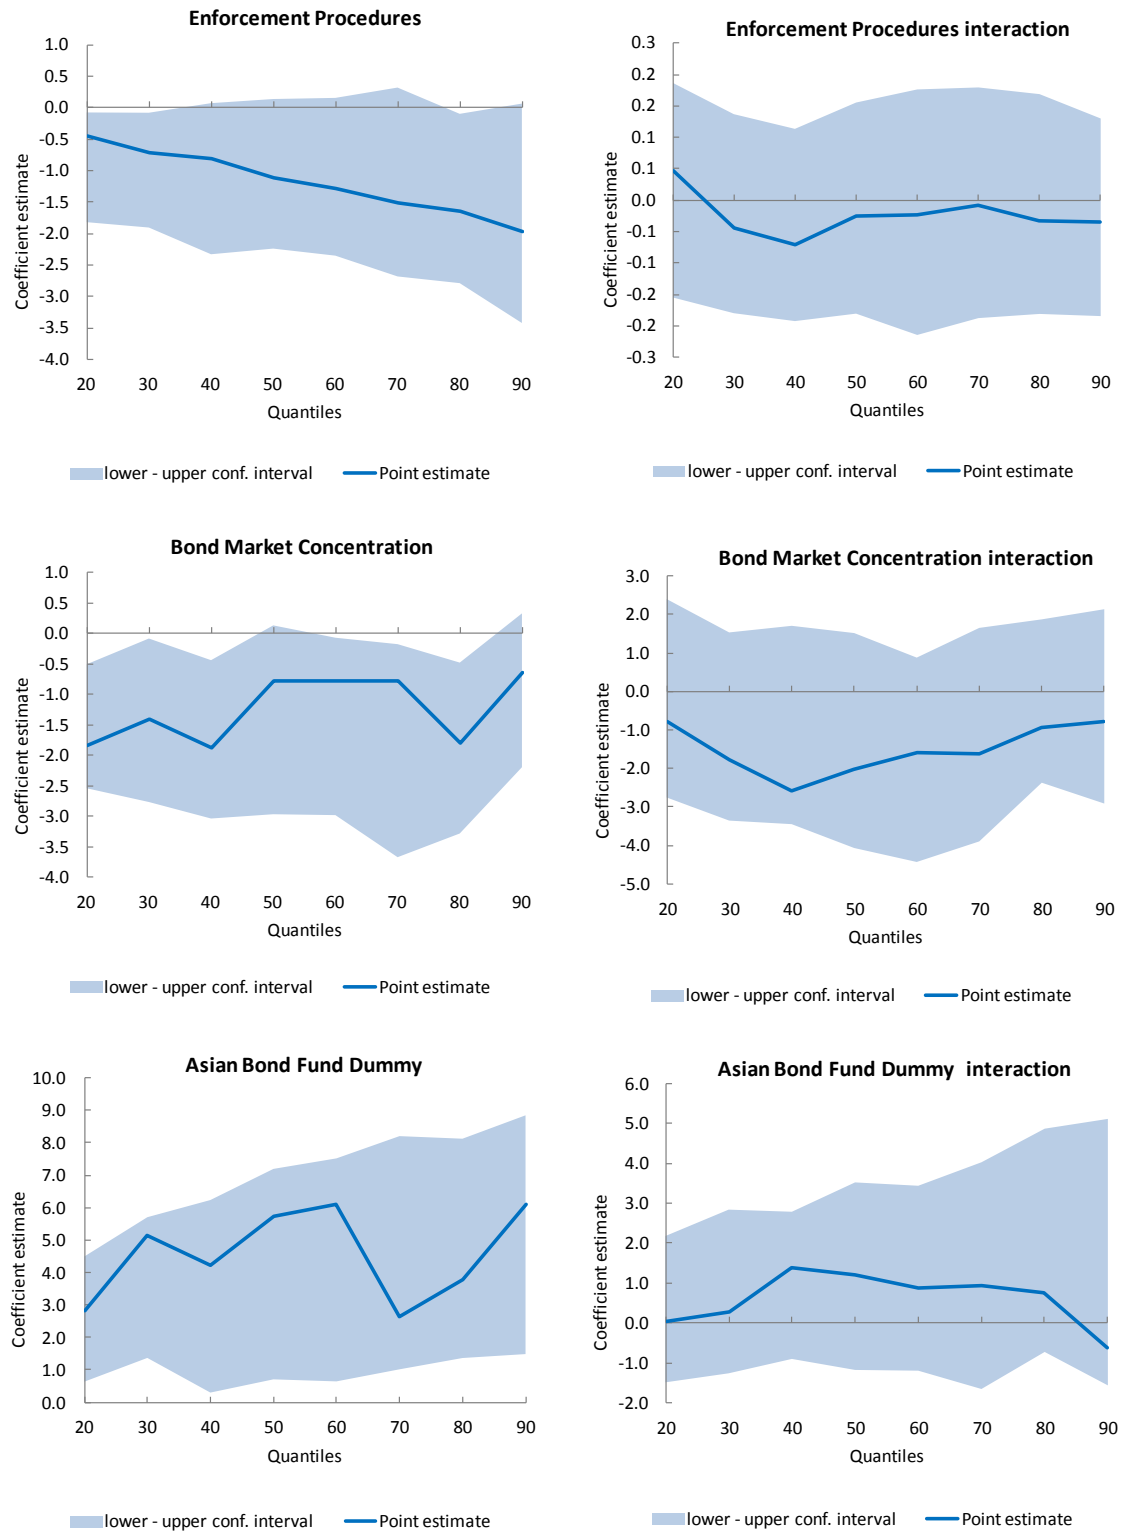 Enforcement Procedures
1.0
0.5
0.0
-0.5
-1.0
-1.5
-2.0
-2.5
-3.0
-3.5
-4.0
Coefficient estimate
20 30 40 50 60 70 80 90
Quantiles
lower - upper conf. interval Point estimate
Enforcement Procedures interaction
0.3
0.2
0.2
0.1
0.1
0.0
-0.1
-0.1
-0.2
-0.2
-0.3
Coefficient estimate
20 30 40 50 60 70 80 90
Quantiles
lower - upper conf. interval Point estimate
Bond Market Concentration
1.0
0.5
0.0
-0.5
-1.0
-1.5
-2.0
-2.5
-3.0
-3.5
-4.0
Coefficient estimate
20 30 40 50 60 70 80 90
Quantiles
lower - upper conf. interval Point estimate
Bond Market Concentration interaction
3.0
2.0
1.0
0.0
-1.0
-2.0
-3.0
-4.0
-5.0
Coefficient estimate
20 30 40 50 60 70 80 90
Quantiles
lower - upper conf. interval Point estimate
Asian Bond Fund Dummy
10.0
9.0
8.0
7.0
6.0
5.0
4.0
3.0
2.0
1.0
0.0
Coefficient estimate
20 30 40 50 60 70 80 90
Quantiles
lower - upper conf. interval Point estimate
Asian Bond Fund Dummy interaction
6.0
5.0
4.0
3.0
2.0
1.0
0.0
-1.0
-2.0
Coefficient estimate
20 30 40 50 60 70 80 90
Quantiles
lower - upper conf. interval Point estimate